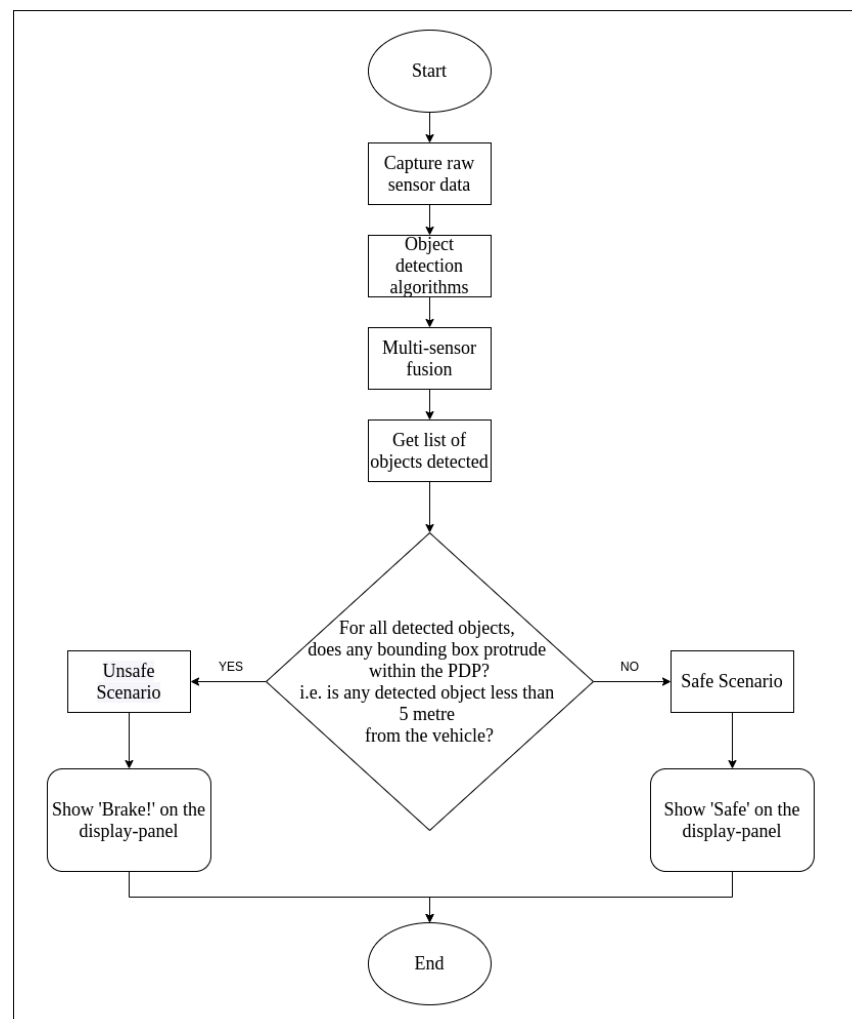 Start
Capture raw
sensor data
Object
detection
algorithms
Multi-sensor
fusion
Get list of
objects detected
For all detected objects,
does any bounding box protrude
within the PDP?
i.e. is any detected object less than
5 metre
from the vehicle?
YES
NO
Unsafe
Scenario
Safe Scenario
Show 'Brake!' on the
display-panel
Show 'Safe' on the
display-panel
End